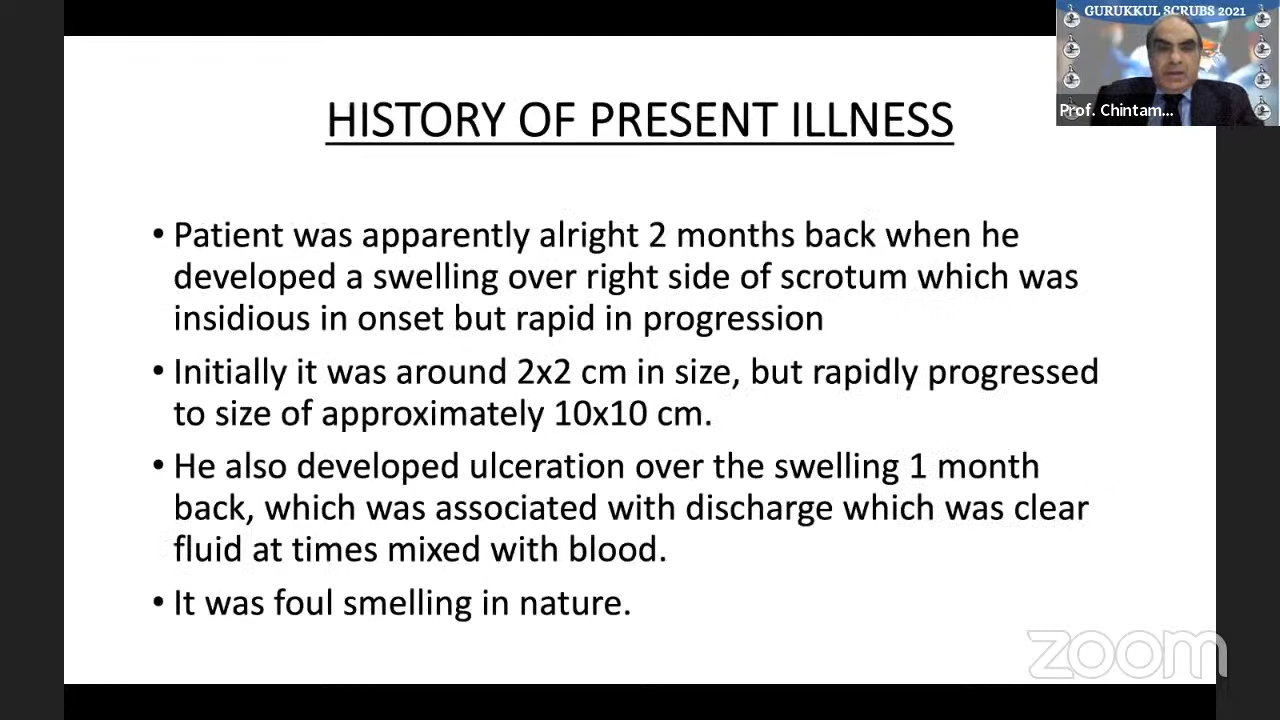 GURUKKUL SCRUBS 2021
Prof. Chintam...
HISTORY OF PRESENT ILLNESS
• Patient was apparently alright 2 months back when he
developed a swelling over right side of scrotum which was
insidious in onset but rapid in progression
• Initially it was around 2x2 cm in size, but rapidly progressed
to size of approximately 10x10 cm.
• He also developed ulceration over the swelling 1 month
back, which was associated with discharge which was clear
fluid at times mixed with blood.
• It was foul smelling in nature.
zoom